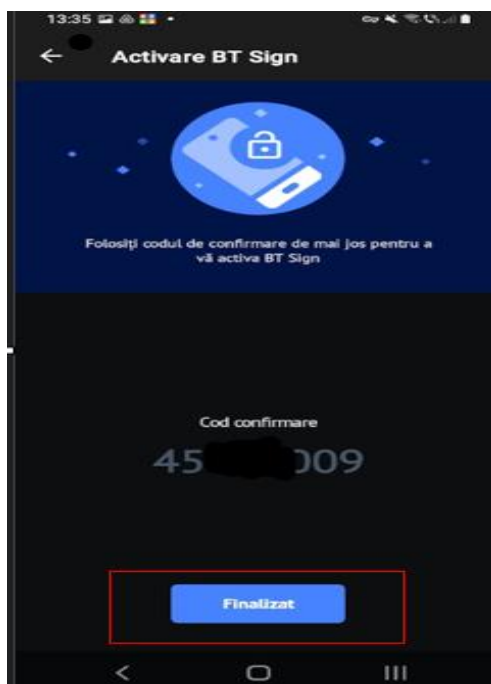 13:35
Activare BT Sign
Folosiți codul de confirmare de mai jos pentru a
vă activa BT Sign
Cod confirmare
45 009
Finalizat